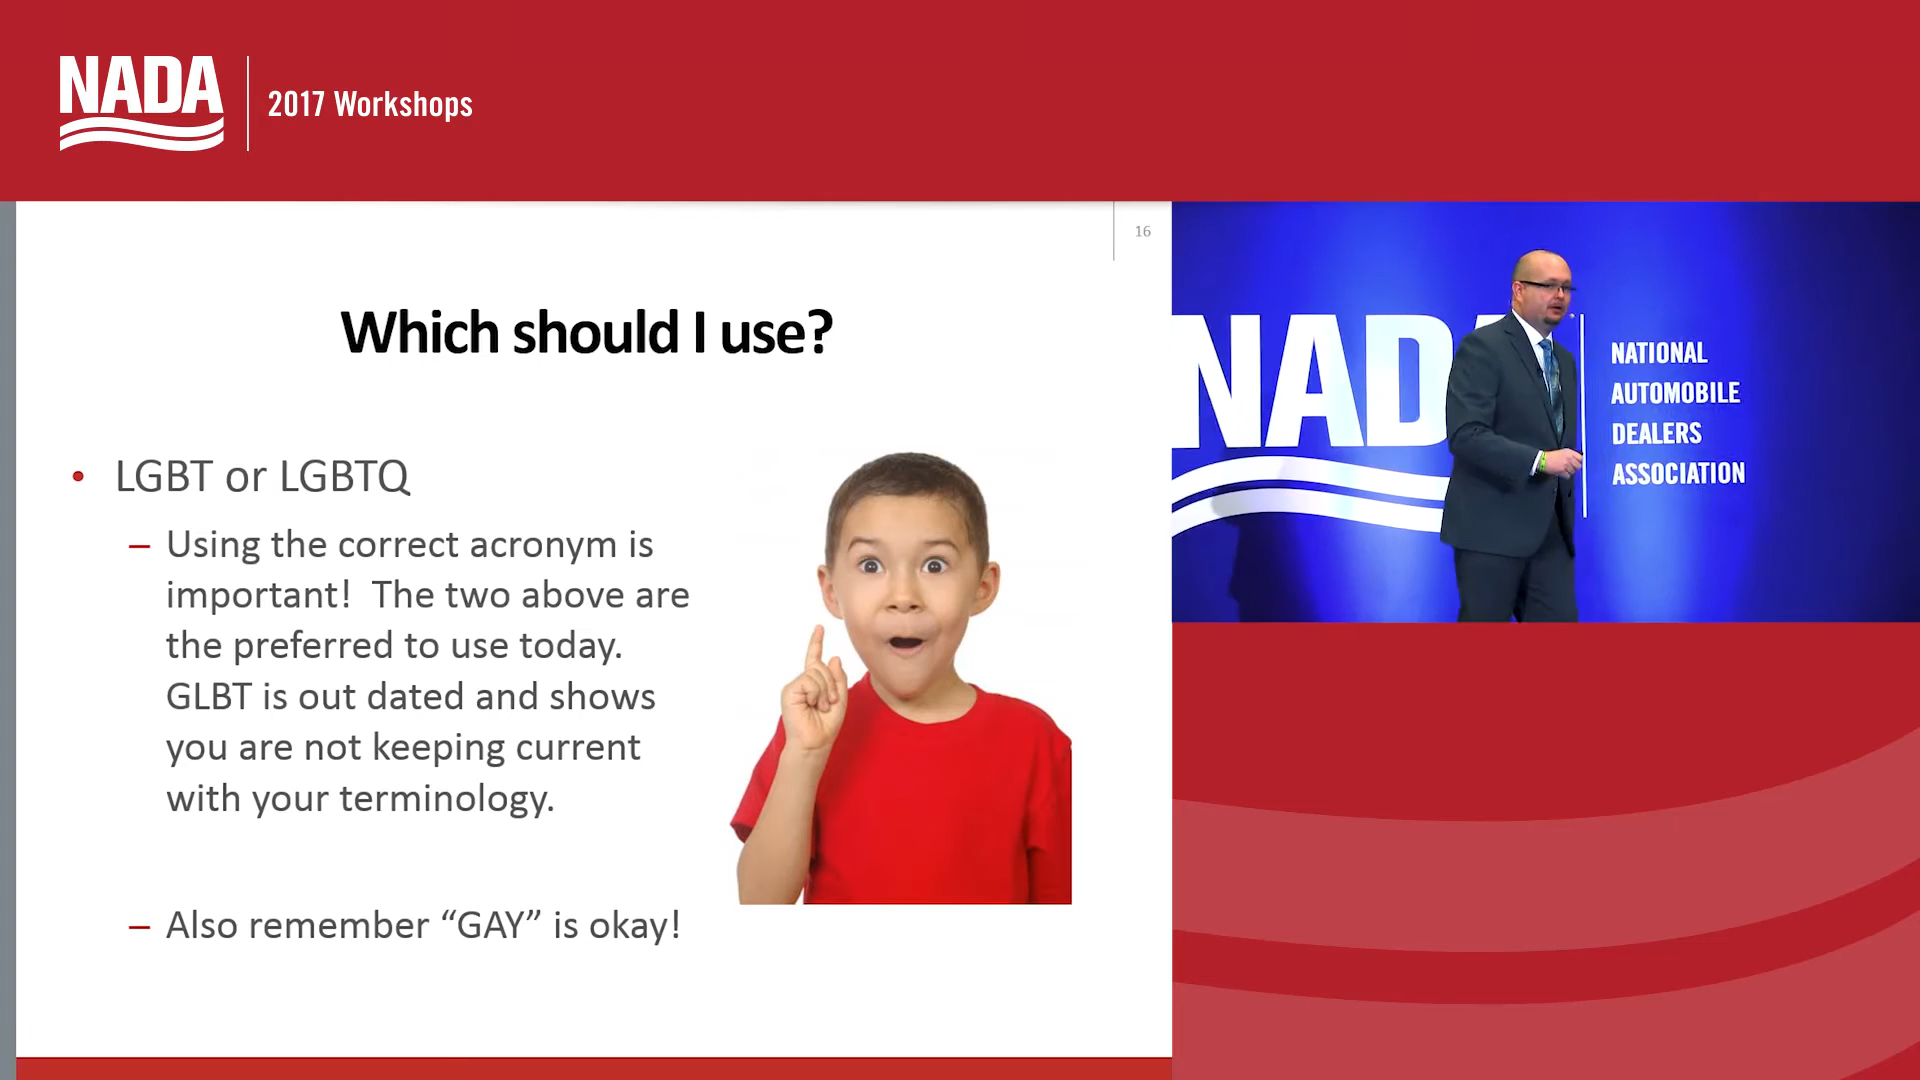 NADA
2017 Workshops
16
Which should I use?
• LGBT or LGBTQ
– Using the correct acronym is
important!  The two above are
the preferred to use today.
GLBT is out dated and shows
you are not keeping current
with your terminology.
– Also remember “GAY” is okay!
NAD
NATIONAL
AUTOMOBILE
DEALERS
ASSOCIATION